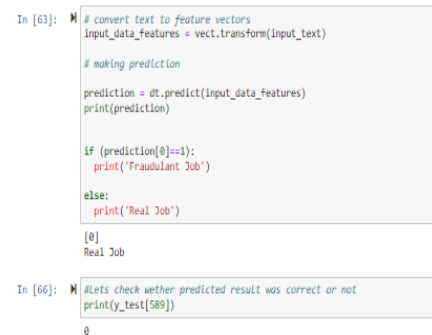 In [63]: # convert text to feature vectors
input_data_features = vect.transform(input_text)
# making prediction
prediction = dt.predict(input_data_features)
print(prediction)
if (prediction[0]==1):
print('Fraudulant Job')
else:
print('Real Job')
[0]
Real Job
In [66]: #Lets check wether predicted result was correct or not
print(y_test[589])
0